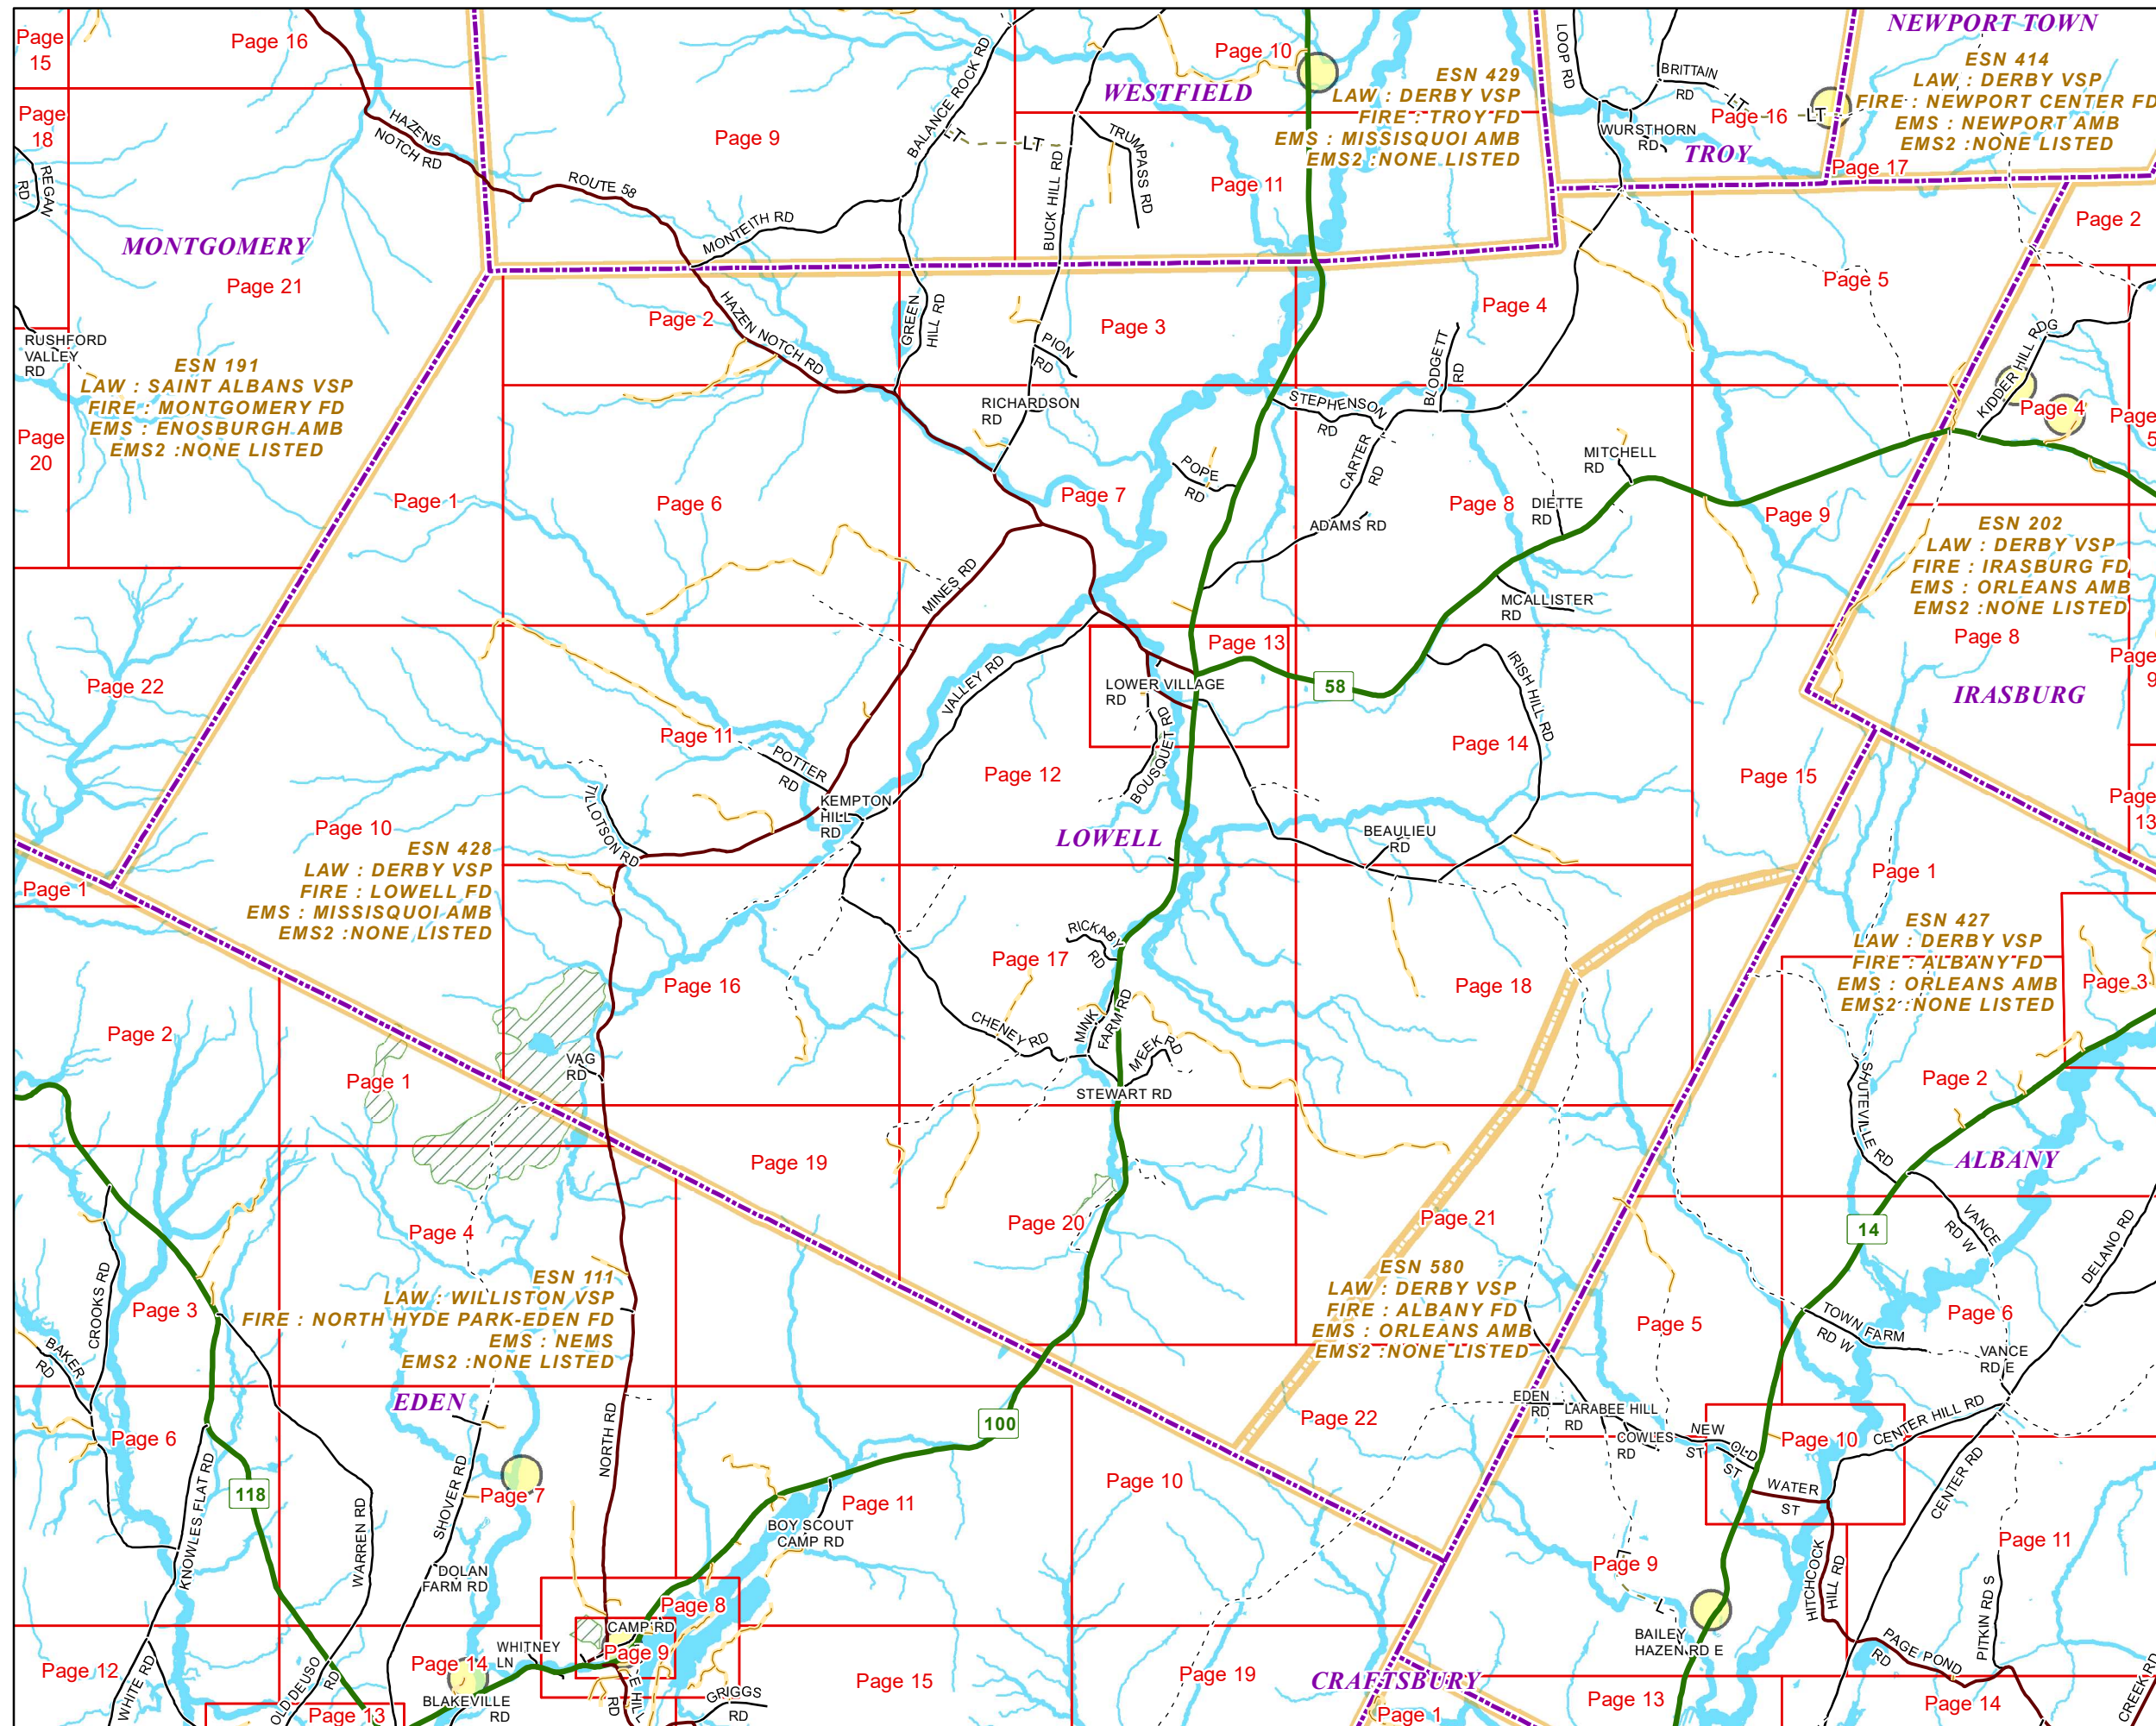 Page
15
Page 16
Page
18
HAZENS
NOTCH RD
REGAN
RD
MONTGOMERY
Page 21
RUSHFORD
VALLEY
RD
ESN 191
LAW : SAINT ALBANS VSP
FIRE : MONTGOMERY FD
EMS : ENOSBURGH AMB
EMS2 :NONE LISTED
Page
20
Page 22
Page 9
ROUTE 58
MONTEITH RD
BALANCE ROCK RD
LT
LT
BUCK HILL RD
TRUMPASS RD
WESTFIELD
Page 10
Page 11
ESN 429
LAW : DERBY VSP
FIRE : TROY FD
EMS : MISSISQUOI AMB
EMS2 :NONE LISTED
LOOP RD
BRITTAIN
RD
LT
Page 16
LT
WURSTHORN
RD
TROY
NEWPORT TOWN
ESN 414
LAW : DERBY VSP
FIRE : NEWPORT CENTER FD
EMS : NEWPORT AMB
EMS2 :NONE LISTED
Page 17
Page 2
Page 5
Page 2
HAZEN NOTCH RD
GREEN
HILL RD
Page 3
PION
RD
RICHARDSON
RD
Page 4
BLODGETT
RD
STEPHENSON
RD
CARTER
RD
KIDDER HILL RDG
Page 4
Page
5
Page 1
Page 6
Page 7
POPE
RD
ADAMS RD
Page 8
DIETTE
RD
MITCHELL
RD
Page 9
ESN 202
LAW : DERBY VSP
FIRE : IRASBURG FD
EMS : ORLEANS AMB
EMS2 :NONE LISTED
Page 8
Page
9
IRASBURG
Page
13
MINES RD
MCALLISTER
RD
Page 13
58
LOWER VILLAGE
RD
BOUSQUET RD
VALLEY RD
IRISH HILL RD
Page 14
Page 15
Page 11
POTTER
RD
KEMPTON
HILL
RD
Page 12
LOWELL
BEAULIEU
RD
TILLOTSON RD
Page 10
ESN 428
LAW : DERBY VSP
FIRE : LOWELL FD
EMS : MISSISQUOI AMB
EMS2 :NONE LISTED
Page 1
Page 1
ESN 427
LAW : DERBY VSP
FIRE : ALBANY FD
EMS : ORLEANS AMB
EMS2 :NONE LISTED
Page 3
Page 16
Page 17
RICKABY
RD
CHENEY RD
MINK
FARM RD
MEEK RD
STEWART RD
Page 18
Page 2
Page 1
VAG
RD
SHUTEVILLE RD
Page 2
ALBANY
Page 19
Page 20
Page 21
14
VANCE
RD W
DELANO RD
Page 4
CROOKS RD
Page 3
BAKER
RD
ESN 111
LAW : WILLISTON VSP
FIRE : NORTH HYDE PARK-EDEN FD
EMS : NEMS
EMS2 :NONE LISTED
ESN 580
LAW : DERBY VSP
FIRE : ALBANY FD
EMS : ORLEANS AMB
EMS2 :NONE LISTED
Page 5
TOWN FARM
RD W
Page 6
VANCE
RD E
EDEN
Page 6
KNOWLES FLAT RD
118
WARREN RD
SHOVER RD
Page 7
NORTH RD
100
Page 10
Page 22
EDEN
RD
LARABEE HILL
RD
COWLES
RD
NEW
ST
OLD
ST
Page 10
CENTER HILL RD
WATER
ST
CENTER RD
Page 11
BOY SCOUT
CAMP RD
Page 11
DOLAN
FARM RD
Page 8
CAMP RD
Page 9
Page 9
L
L
BAILEY
HAZEN RD E
HITCHCOCK
HILL RD
PITKIN RD S
PAGE POND
RD
Page 12
WHITE RD
OLD DEUSO
RD
Page 13
Page 14
WHITNEY
LN
BLAKEVILLE
RD
E HILL
RD
GRIGGS
RD
Page 15
Page 19
CRAFTSBURY
Page 1
Page 13
Page 14
CREEK RD